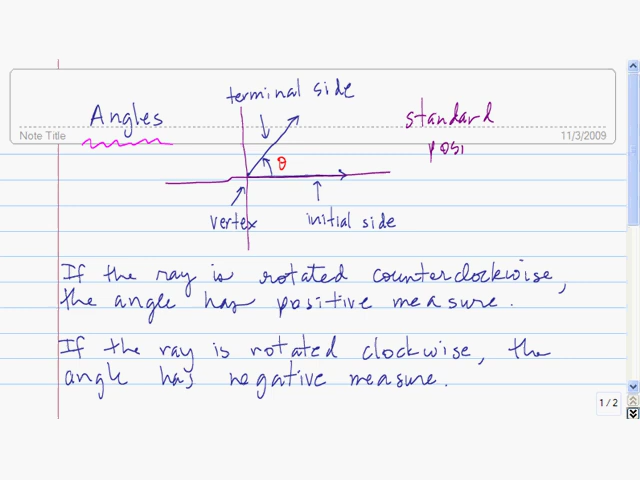 terminal side
Angles
standard
posi
Note Title
11/3/2009
θ
vertex
initial side
If the ray is rotated counterclockwise,
the angle has positive measure.
If the ray is rotated clockwise, the
angle has negative measure.
1 / 2